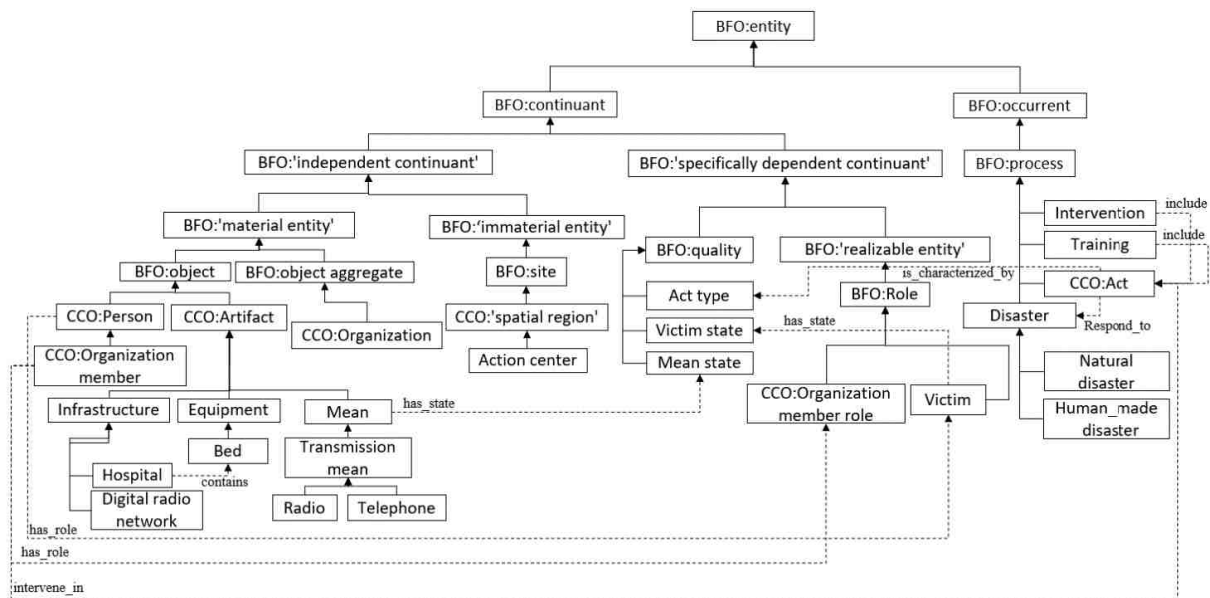 BFO:entity
BFO:continuant
BFO:occurrent
BFO:'independent continuant'
BFO:'specifically dependent continuant'
BFO:process
BFO:'material entity'
BFO:'immaterial entity'
Intervention
include
BFO:quality
BFO:'realizable entity'
Training
include
BFO:object
BFO:object aggregate
BFO:site
is_characterized_by
Act type
BFO:Role
CCO:Act
CCO:Person
CCO:Artifact
CCO:Organization
CCO:'spatial region'
Victim state
has_state
Disaster
Respond_to
CCO:Organization
member
Action center
Mean state
Natural
disaster
Infrastructure
Equipment
Mean
has_state
CCO:Organization
member role
Victim
Human_made
disaster
Bed
Transmission
mean
Hospital
contains
Digital radio
network
Radio
Telephone
has_role
has_role
intervene_in